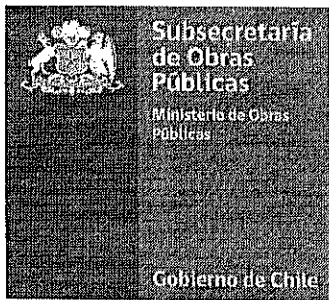 Subsecretaría
de Obras
Públicas
Ministerio de Obras
Públicas
Gobierno de Chile